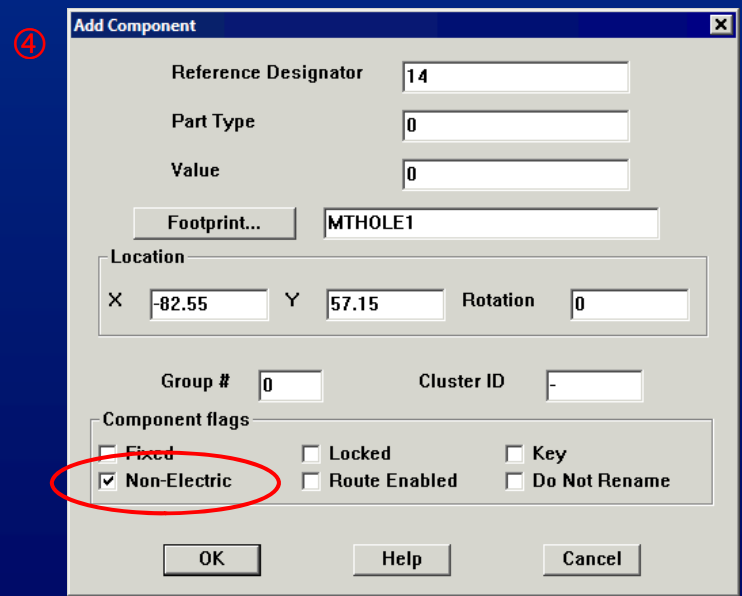 ④
Add Component
Reference Designator 14
Part Type 0
Value 0
Footprint... MTHOLE1
Location
X -82.55 Y 57.15 Rotation 0
Group # 0 Cluster ID -
Component flags
Fixed Locked Key
Non-Electric Route Enabled Do Not Rename
OK Help Cancel